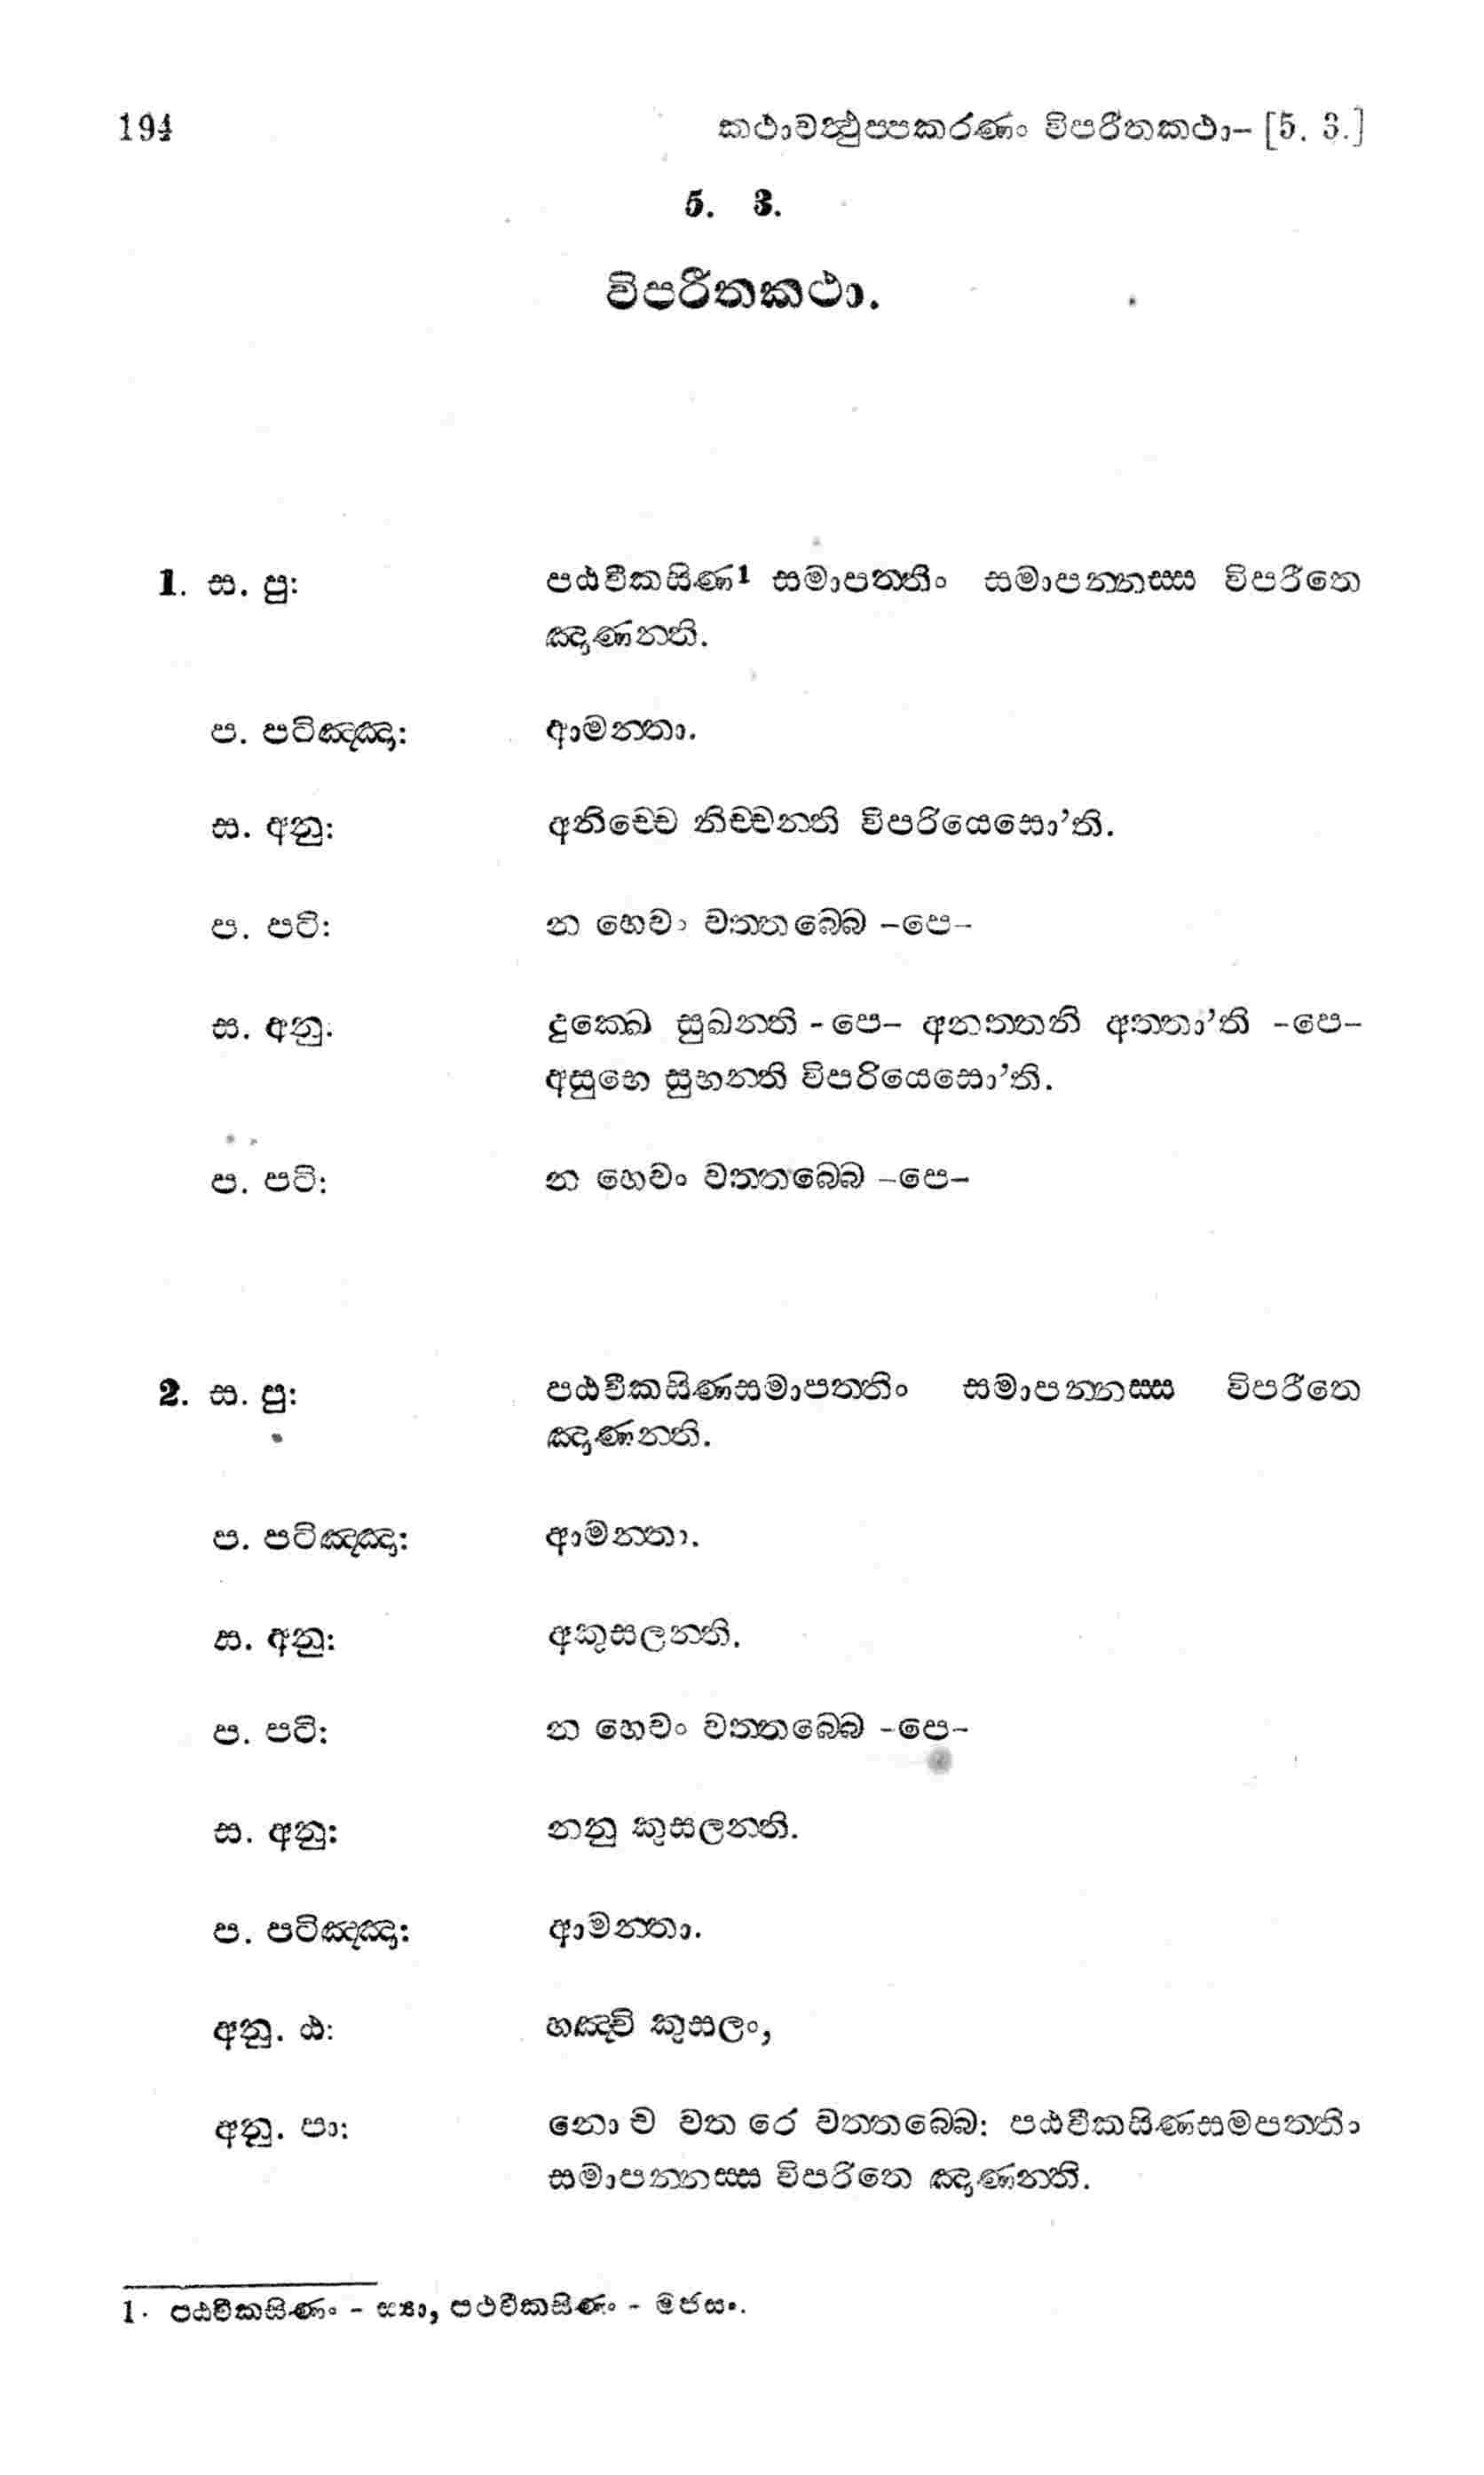 194 කථාවත්‍ථුප්පකරණං විපරීතකථා– [5. 3.]
5. 3.
විපරීතකථා.
1. ස. පු: පඨවීකසිණ1 සමාපත්තිං සමාපන්නස්ස විපරීතෙ
ඤාණන්ති.
ප. පටිඤ්ඤා: ආමන්තා.
ස. අනු: අනිච්චෙ නිච්චන්ති විපරියෙසො’ති.
ප. පටි: න හෙවං වත්තබ්බෙ –පෙ–
ස. අනු. දුක්ඛෙ සුඛන්ති -පෙ– අනත්තනි අත්තා’ති –පෙ–
අසුභෙ සුභන්ති විපරියෙසො’ති.
ප. පටි: න හෙවං වත්තබ්බෙ –පෙ–
2. ස. පු: පඨවීකසිණසමාපත්තිං සමාපන්නස්ස විපරීතෙ
ඤාණන්ති.
ප. පටිඤ්ඤා: ආමන්තා.
ස. අනු: අකුසලන්ති.
ප. පටි: න හෙවං වත්තබ්බෙ –පෙ–
ස. අනු: නනු කුසලන්ති.
ප. පටිඤ්ඤා: ආමන්තා.
අනු. ඨ: හඤ්චි කුසලං,
අනු. පා: නො ච වත රෙ වත්තබ්බෙ: පඨවීකසිණසමපත්තිං
සමාපන්නස්ස විපරිතෙ ඤාණන්ති.
1. පඨවීකසිණං – ස්‍යා, පථවීකසිණං – මජසං.